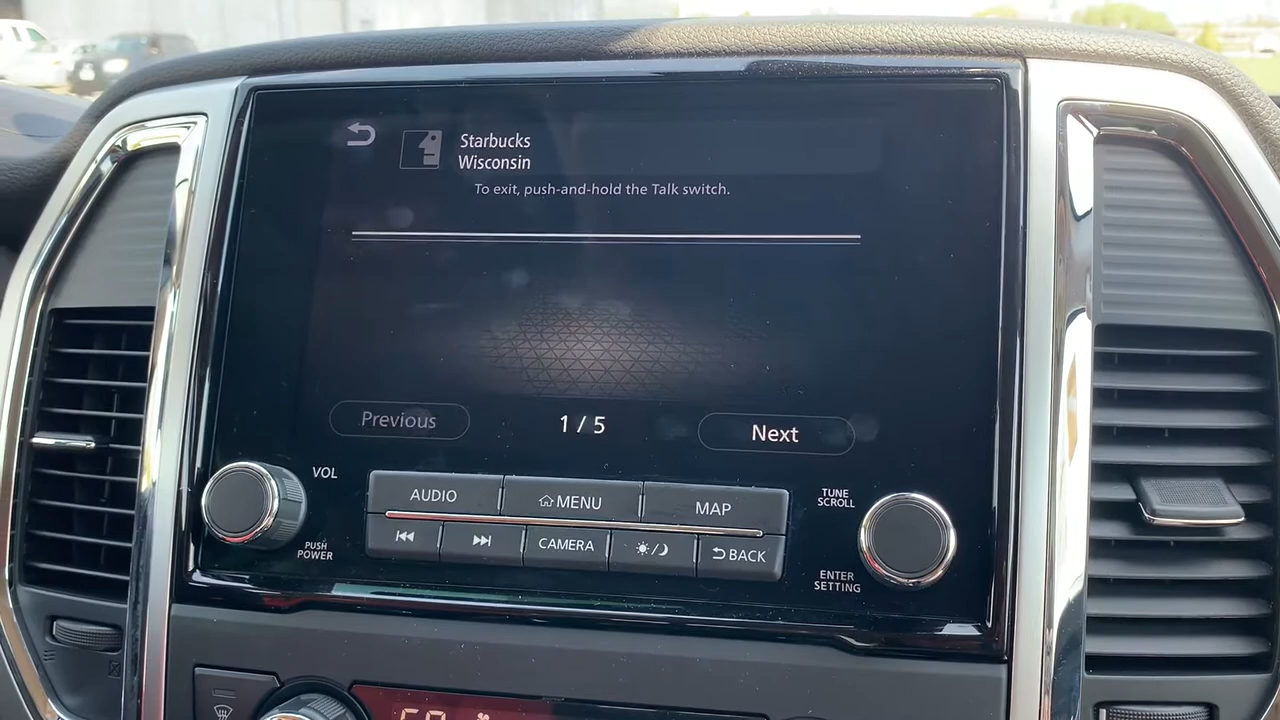 Starbucks
Wisconsin
To exit, push-and-hold the Talk switch.
Previous
1 / 5
Next
VOL
PUSH
POWER
AUDIO
MENU
MAP
CAMERA
BACK
TUNE
SCROLL
ENTER
SETTING